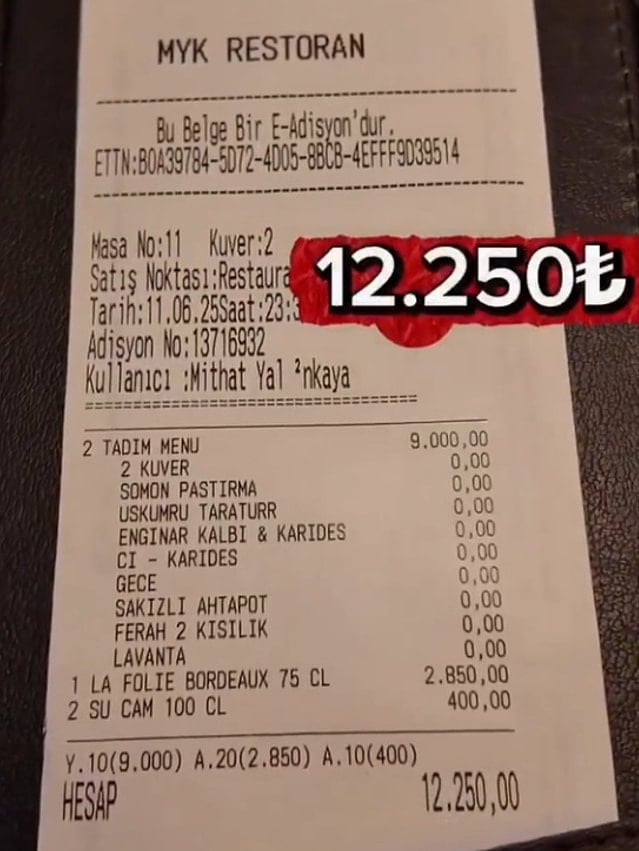 MYK RESTORAN
Bu Belge Bir E-Adisyon'dur.
ETTN:B0A39784-5D72-4D05-8BCB-4EFFF9D39514
Masa No:11 Kuver:2
Satış Noktası:Restaura
12.250₺
Tarih:11.06.25Saat:23:3
Adisyon No:13716932
Kullanıcı :Mithat Yal ²nkaya
2 TADIM MENU 9.000,00
2 KUVER 0,00
SOMON PASTIRMA 0,00
USKUMRU TARATURR 0,00
ENGINAR KALBI & KARIDES 0,00
CI - KARIDES 0,00
GECE 0,00
SAKIZLI AHTAPOT 0,00
FERAH 2 KISILIK 0,00
LAVANTA 0,00
1 LA FOLIE BORDEAUX 75 CL 2.850,00
2 SU CAM 100 CL 400,00
Y.10(9.000) A.20(2.850) A.10(400)
HESAP 12.250,00